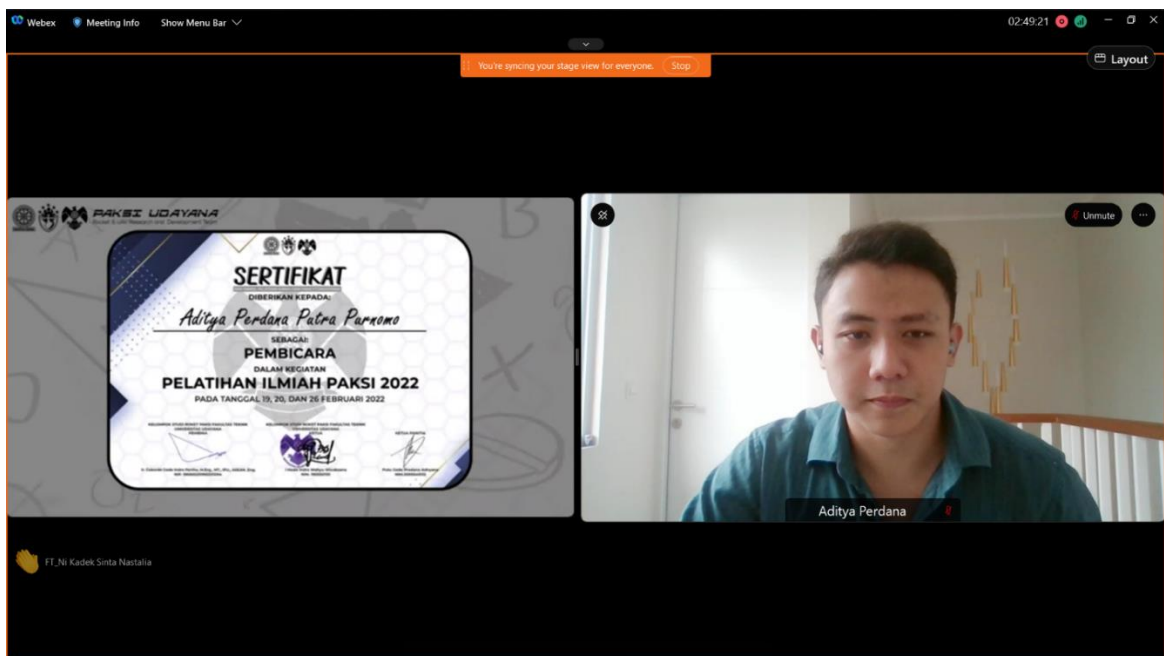 Webex Meeting Info Show Menu Bar 02:49:21
You're syncing your stage view for everyone. Stop
Layout
PAKSI UDAYANA
SERTIFIKAT
DIBERIKAN KEPADA:
Aditya Perdana Putra Purnomo
SEBAGAI:
PEMBICARA
DALAM KEGIATAN
PELATIHAN ILMIAH PAKSI 2022
PADA TANGGAL 19, 20, DAN 26 FEBRUARI 2022
Unmute
Aditya Perdana
FT_Ni Kadek Sinta Nastalia